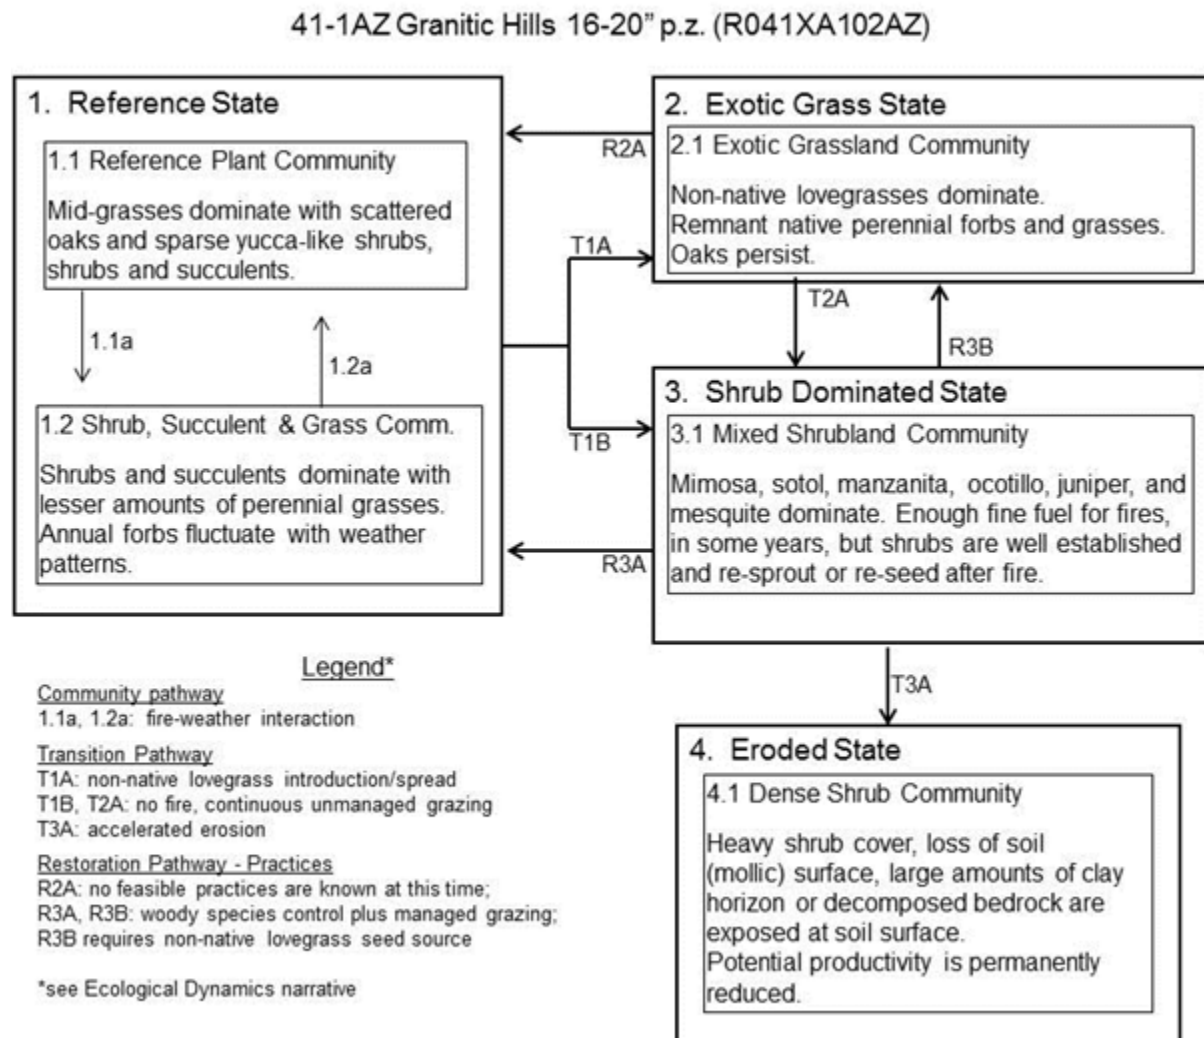 41-1AZ Granitic Hills 16-20” p.z. (R041XA102AZ)
1. Reference State
1.1 Reference Plant Community
Mid-grasses dominate with scattered
oaks and sparse yucca-like shrubs,
shrubs and succulents.
1.1a
1.2a
1.2 Shrub, Succulent & Grass Comm.
Shrubs and succulents dominate with
lesser amounts of perennial grasses.
Annual forbs fluctuate with weather
patterns.
R2A
T1A
T1B
R3A
2. Exotic Grass State
2.1 Exotic Grassland Community
Non-native lovegrasses dominate.
Remnant native perennial forbs and grasses.
Oaks persist.
T2A
R3B
3. Shrub Dominated State
3.1 Mixed Shrubland Community
Mimosa, sotol, manzanita, ocotillo, juniper, and
mesquite dominate. Enough fine fuel for fires,
in some years, but shrubs are well established
and re-sprout or re-seed after fire.
T3A
4. Eroded State
4.1 Dense Shrub Community
Heavy shrub cover, loss of soil
(mollic) surface, large amounts of clay
horizon or decomposed bedrock are
exposed at soil surface.
Potential productivity is permanently
reduced.
Legend*
Community pathway
1.1a, 1.2a: fire-weather interaction
Transition Pathway
T1A: non-native lovegrass introduction/spread
T1B, T2A: no fire, continuous unmanaged grazing
T3A: accelerated erosion
Restoration Pathway - Practices
R2A: no feasible practices are known at this time;
R3A, R3B: woody species control plus managed grazing;
R3B requires non-native lovegrass seed source
*see Ecological Dynamics narrative